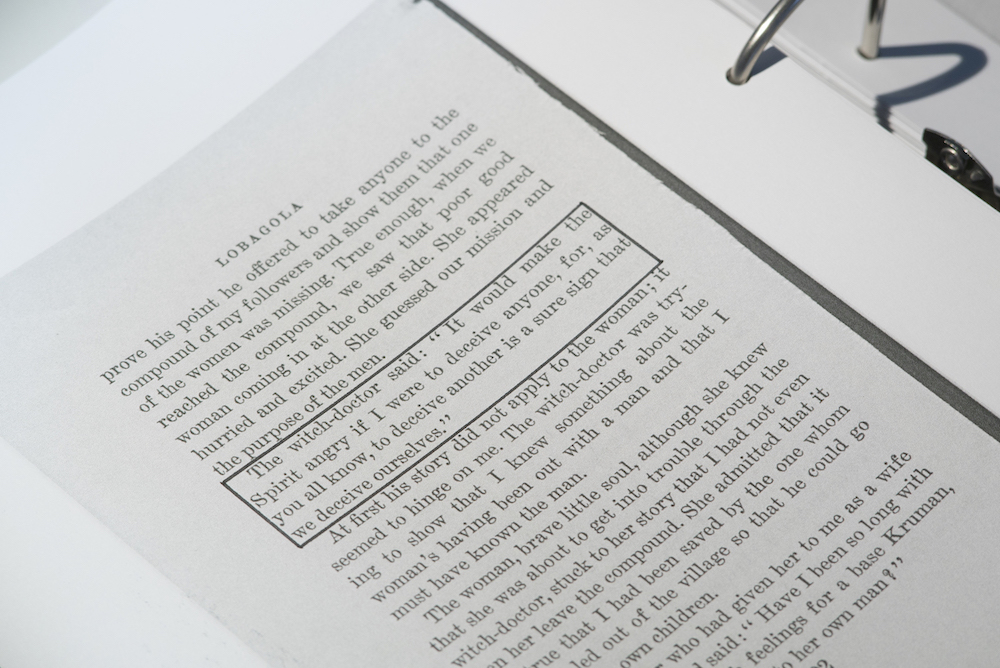 LOBAGOLA
prove his point he offered to take anyone to the
compound of my followers and show them that one
of the women was missing. True enough, when we
reached the compound, we saw that poor good
woman coming in at the other side. She appeared
hurried and excited. She guessed our mission and
the purpose of the men.
The witch-doctor said: “It would make the
Spirit angry if I were to deceive anyone, for, as
you all know, to deceive another is a sure sign that
we deceive ourselves.”
At first his story did not apply to the woman; it
seemed to hinge on me. The witch-doctor was try-
ing to show that I knew something about the
woman's having been out with a man and that I
must have known the man.
The woman, brave little soul, although she knew
that she was about to get into trouble through the
witch-doctor, stuck to her story that I had not even
her leave the compound. She admitted that it
true that I had been saved by the one whom
led out of the village so that he could go
own children.
who had given her to me as a wife
said: “Have I been so long with
feelings for a base Kruman,
to her own man?”